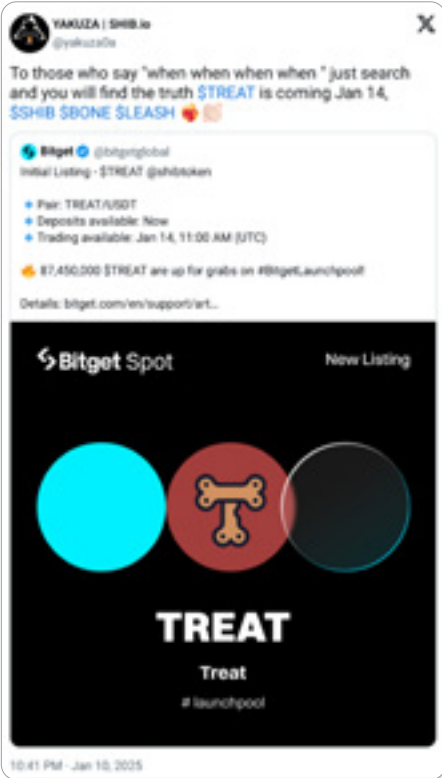 YAKUZA | SHIB.io
@yakuza0a
To those who say "when when when when " just search
and you will find the truth $TREAT is coming Jan 14,
$SHIB $BONE $LEASH
Bitget @bitgetglobal
Initial Listing - $TREAT @shibtoken
Pair: TREAT/USDT
Deposits available: Now
Trading available: Jan 14, 11:00 AM (UTC)
🔥 87,450,000 $TREAT are up for grabs on #BitgetLaunchpool!
Details: bitget.com/en/support/art...
Bitget Spot
New Listing
TREAT
Treat
# launchpool
10:41 PM · Jan 10, 2025